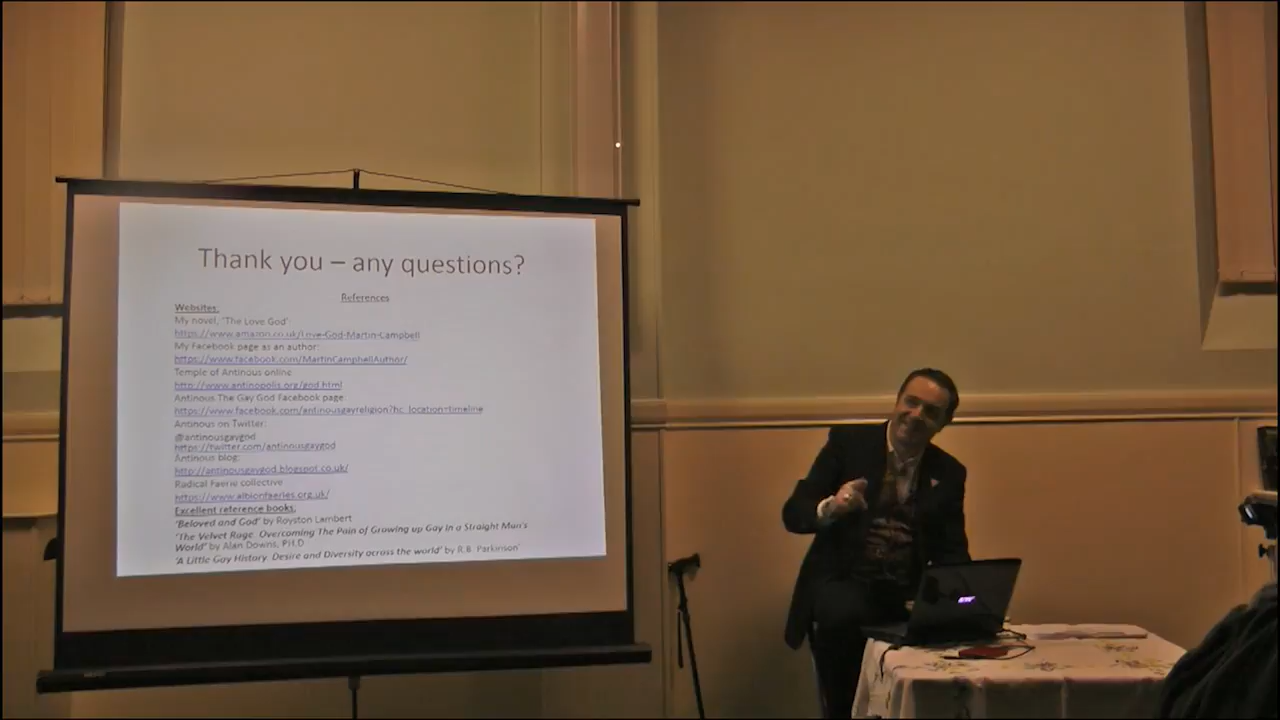 Thank you – any questions?
References
Websites:
My novel, 'The Love God'
https://www.amazon.co.uk/Love-God-Martin-Campbell
My Facebook page as an author:
https://www.facebook.com/MartinCampbellAuthor/
Temple of Antinous online
http://www.antinopolis.org/god.html
Antinous The Gay God Facebook page:
https://www.facebook.com/antinousgayreligion?hc_location=timeline
Antinous on Twitter:
@antinousgaygod
https://twitter.com/antinousgaygod
Antinous blog:
http://antinousgaygod.blogspot.co.uk/
Radical Faerie collective
https://www.albionfaeries.org.uk/
Excellent reference books:
'Beloved and God' by Royston Lambert
'The Velvet Rage: Overcoming The Pain of Growing up Gay in a Straight Man's
World' by Alan Downs, PH.D
'A Little Gay History: Desire and Diversity across the world' by R.B. Parkinson'